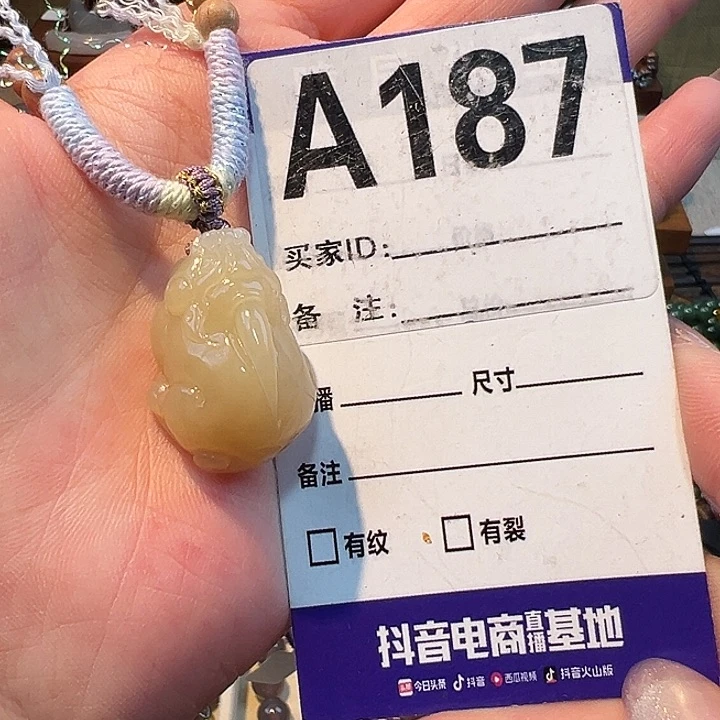 A187
买家ID:
备 注:
播 尺寸
备注
有纹 有裂
抖音电商直播基地
今日头条 抖音 西瓜视频 抖音火山版